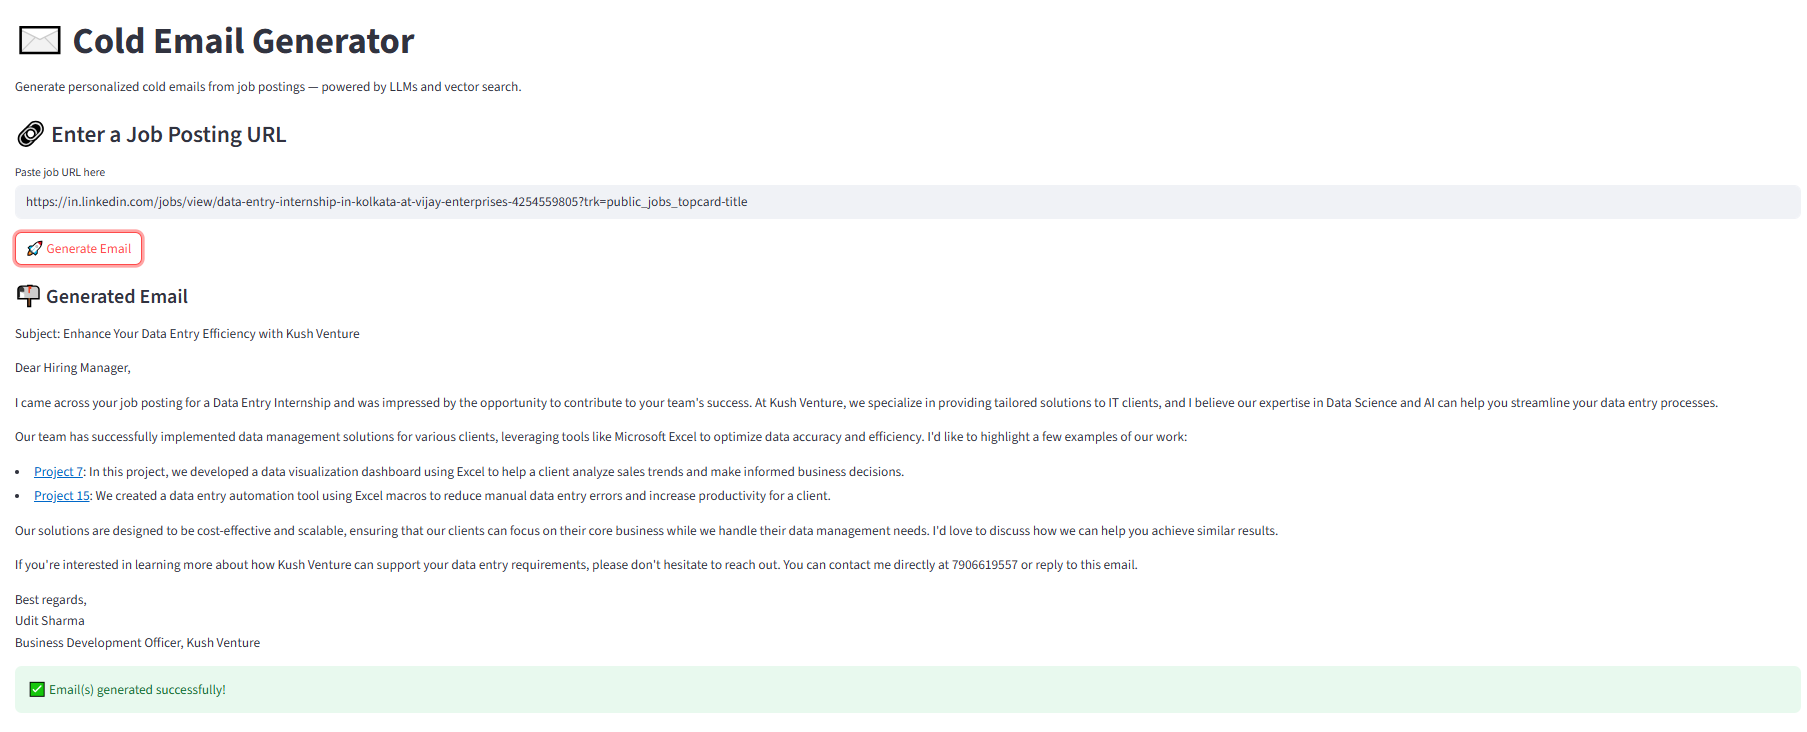 Cold Email Generator
Generate personalized cold emails from job postings — powered by LLMs and vector search.
Enter a Job Posting URL
Paste job URL here
https://in.linkedin.com/jobs/view/data-entry-internship-in-kolkata-at-vijay-enterprises-4254559805?trk=public_jobs_topcard-title
Generate Email
Generated Email
Subject: Enhance Your Data Entry Efficiency with Kush Venture
Dear Hiring Manager,
I came across your job posting for a Data Entry Internship and was impressed by the opportunity to contribute to your team's success. At Kush Venture, we specialize in providing tailored solutions to IT clients, and I believe our expertise in Data Science and AI can help you streamline your data entry processes.
Our team has successfully implemented data management solutions for various clients, leveraging tools like Microsoft Excel to optimize data accuracy and efficiency. I'd like to highlight a few examples of our work:
• Project 7: In this project, we developed a data visualization dashboard using Excel to help a client analyze sales trends and make informed business decisions.
• Project 15: We created a data entry automation tool using Excel macros to reduce manual data entry errors and increase productivity for a client.
Our solutions are designed to be cost-effective and scalable, ensuring that our clients can focus on their core business while we handle their data management needs. I'd love to discuss how we can help you achieve similar results.
If you're interested in learning more about how Kush Venture can support your data entry requirements, please don't hesitate to reach out. You can contact me directly at 7906619557 or reply to this email.
Best regards,
Udit Sharma
Business Development Officer, Kush Venture
Email(s) generated successfully!